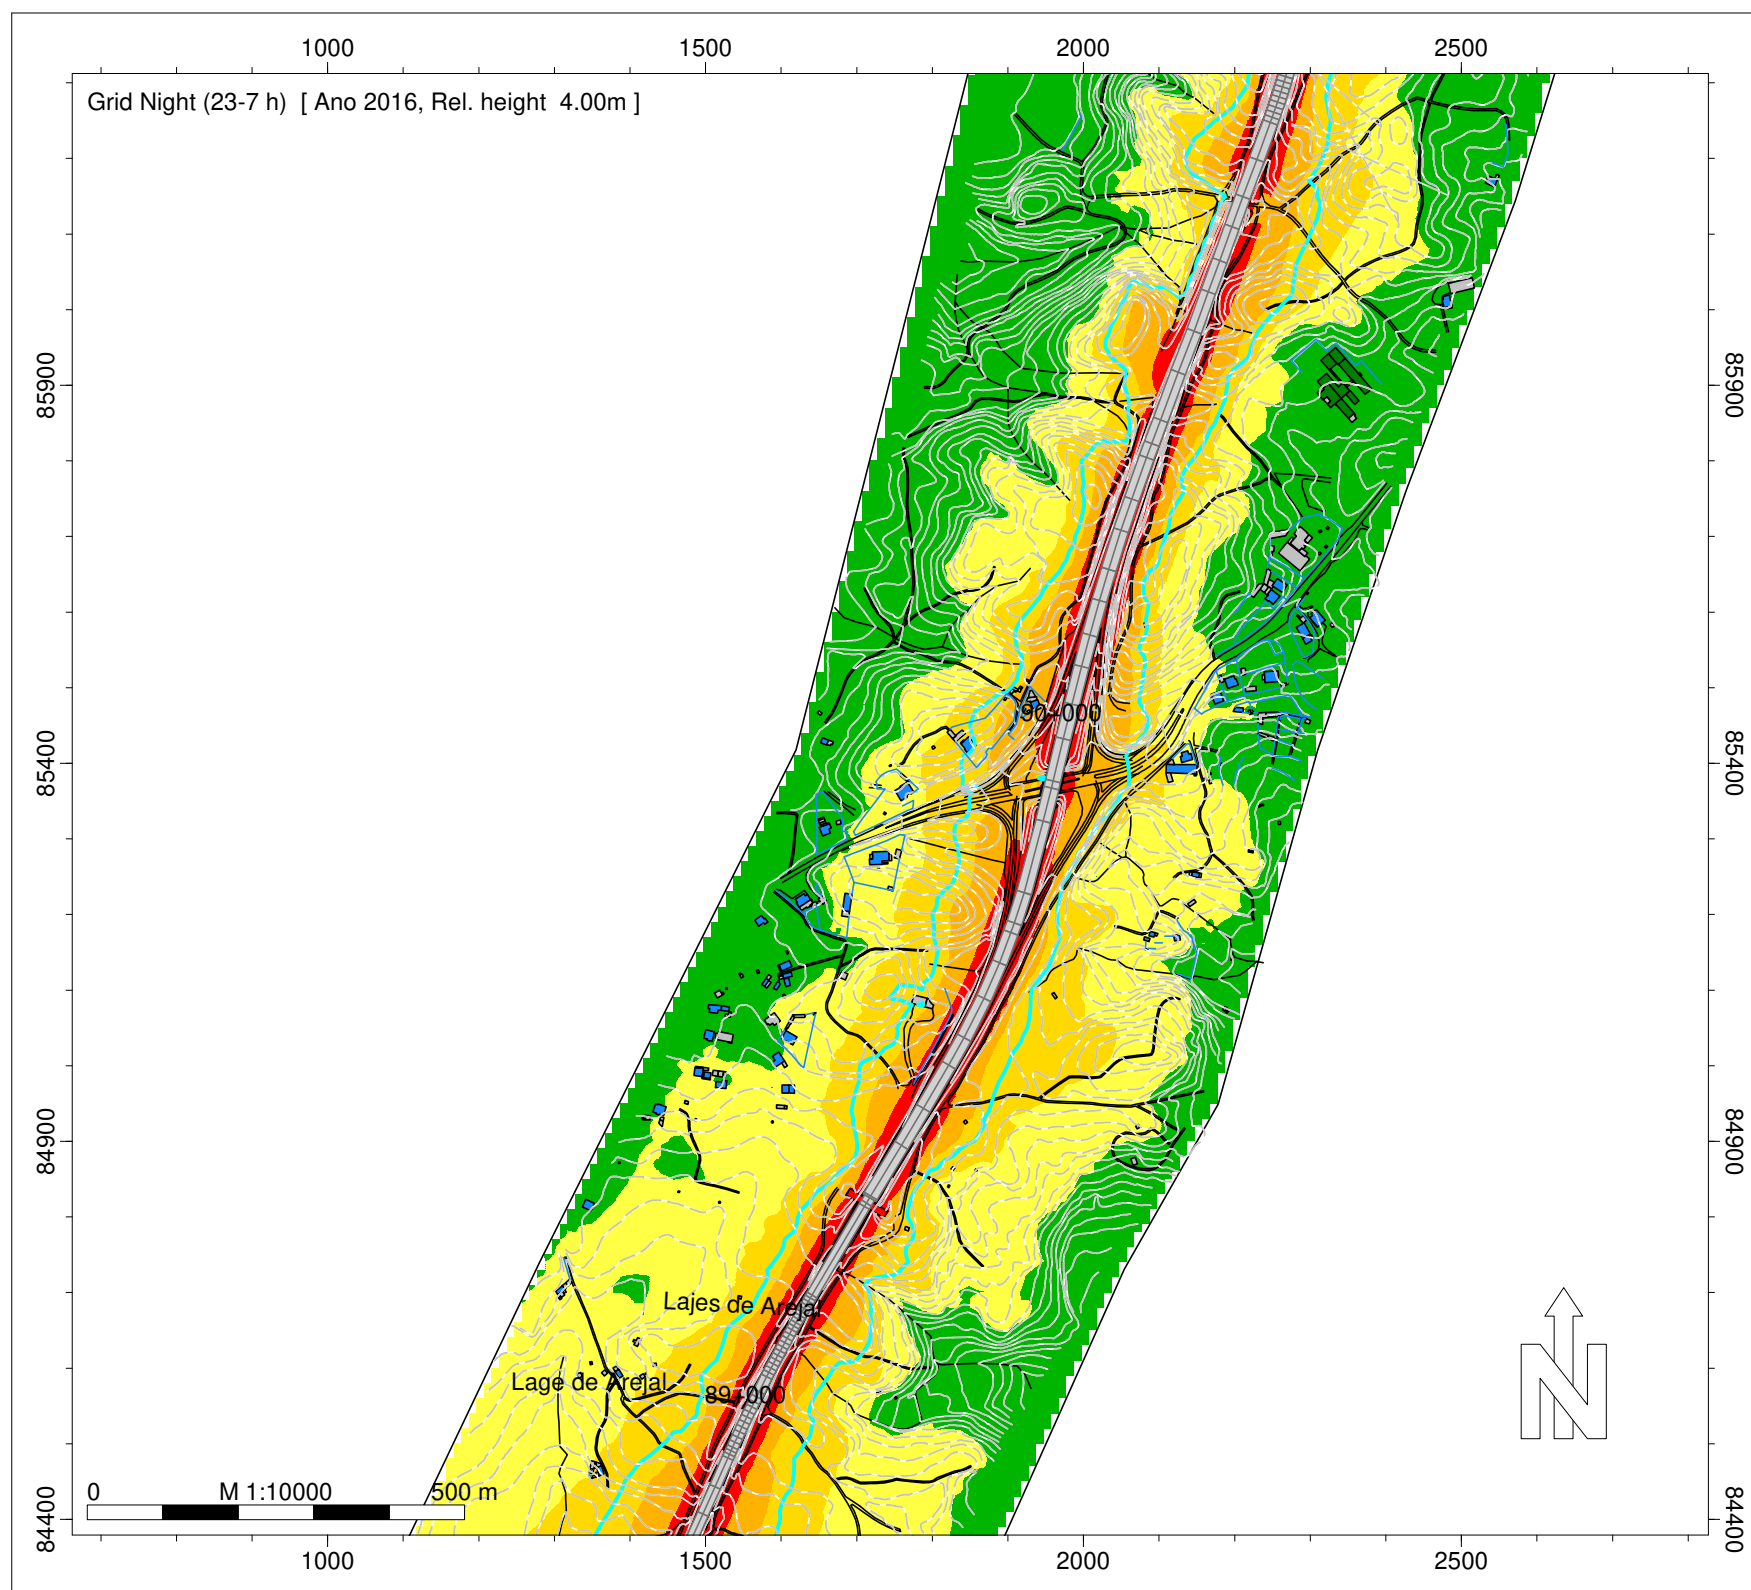 1000 1500 2000 2500
Grid Night (23-7 h) [ Ano 2016, Rel. height 4.00m ]
85900 85900
90+000
85400 85400
84900 84900
Lajes de Arejal
Lage de Arejal
89+000
0 M 1:10000 500 m
N
84400 84400
1000 1500 2000 2500